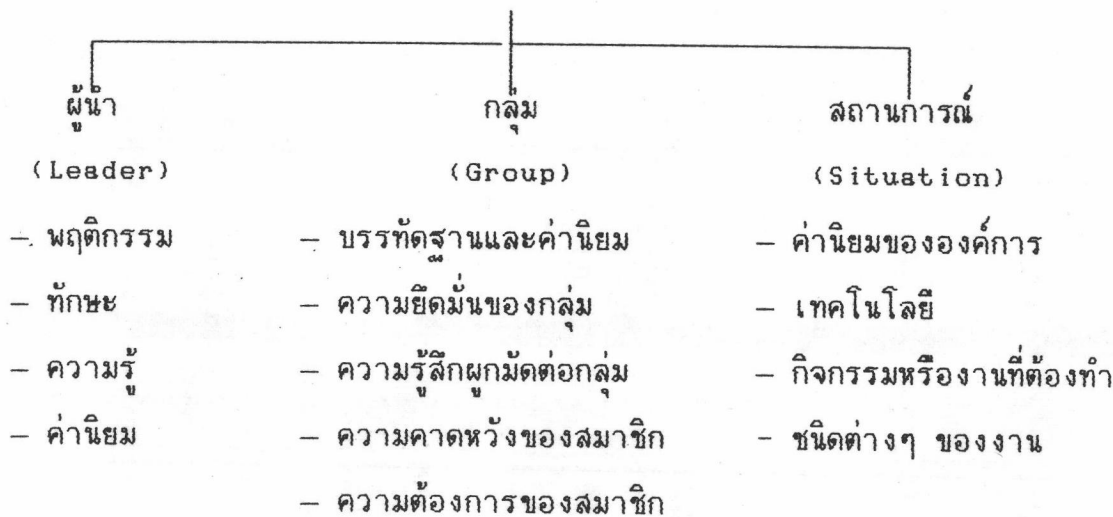 ผู้นำ กลุ่ม สถานการณ์
(Leader) (Group) (Situation)
- พฤติกรรม - บรรทัดฐานและค่านิยม - ค่านิยมขององค์การ
- ทักษะ - ความยึดมั่นของกลุ่ม - เทคโนโลยี
- ความรู้ - ความรู้สึกผูกมัดต่อกลุ่ม - กิจกรรมหรืองานที่ต้องทำ
- ค่านิยม - ความคาดหวังของสมาชิก - ชนิดต่างๆ ของงาน
- ความต้องการของสมาชิก